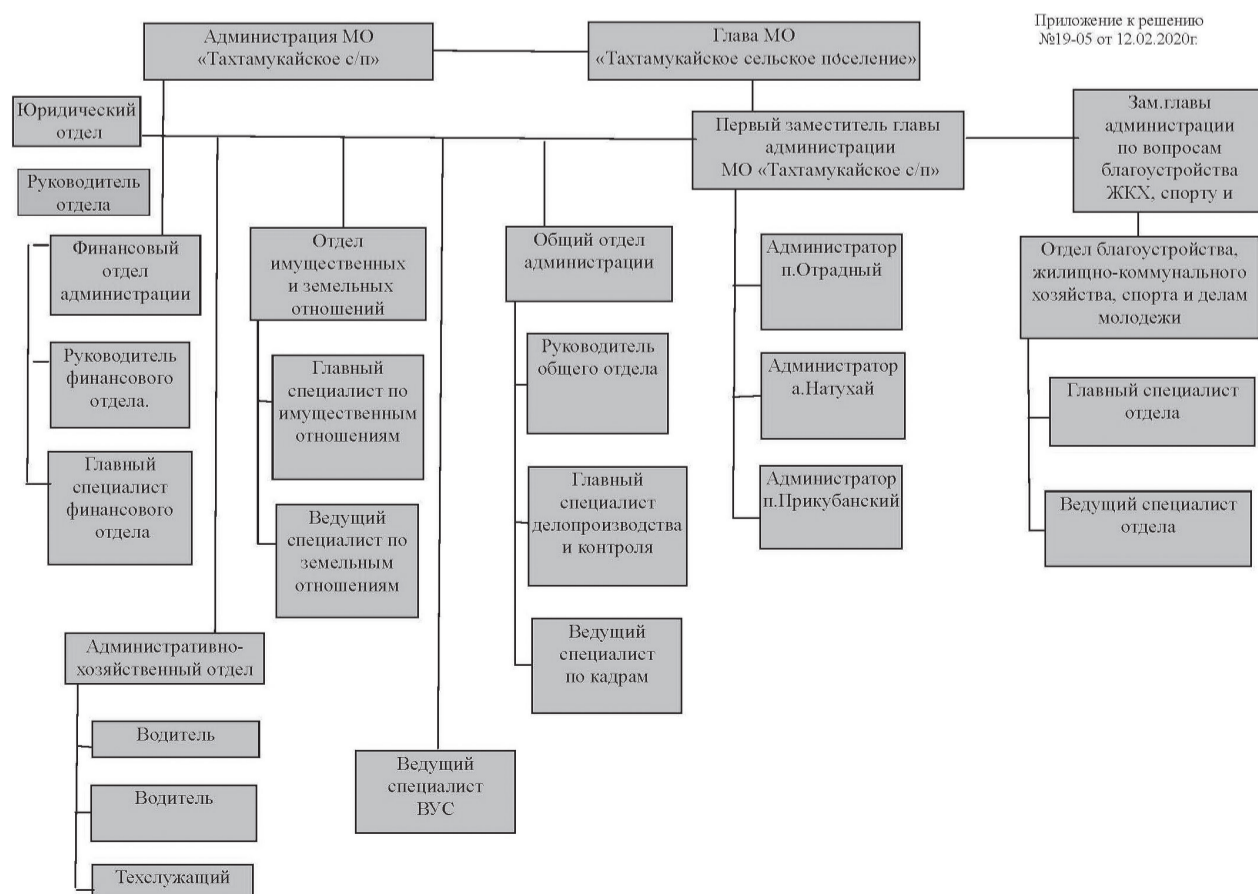 Приложение к решению
№19-05 от 12.02.2020г.
Администрация МО
«Тахтамукайское с/п»
Глава МО
«Тахтамукайское сельское поселение»
Юридический
отдел
Руководитель
отдела
Первый заместитель главы
администрации
МО «Тахтамукайское с/п»
Зам.главы
администрации
по вопросам
благоустройства
ЖКХ, спорту и
Финансовый
отдел
администрации
Руководитель
финансового
отдела.
Главный
специалист
финансового
отдела
Отдел
имущественных
и земельных
отношений
Главный
специалист по
имущественным
отношениям
Ведущий
специалист по
земельным
отношениям
Общий отдел
администрации
Руководитель
общего отдела
Главный
специалист
делопроизводства
и контроля
Ведущий
специалист
по кадрам
Администратор
п.Отрадный
Администратор
а.Натухай
Администратор
п.Прикубанский
Отдел благоустройства,
жилищно-коммунального
хозяйства, спорта и делам
молодежи
Главный специалист
отдела
Ведущий специалист
отдела
Административно-
хозяйственный отдел
Водитель
Водитель
Техслужащий
Ведущий
специалист
ВУС